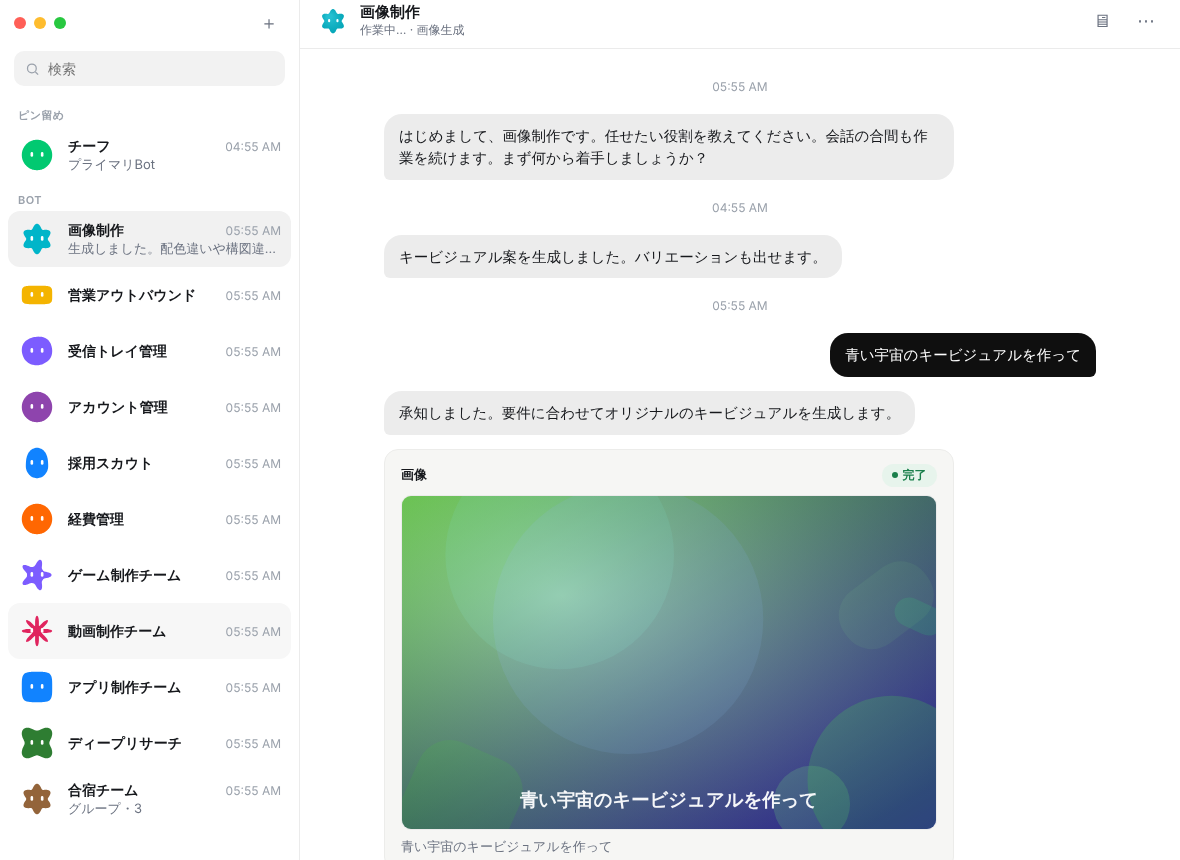 検索
ピン留め
チーフ
04:55 AM
プライマリBot
BOT
画像制作
05:55 AM
生成しました。配色違いや構図違...
営業アウトバウンド
05:55 AM
受信トレイ管理
05:55 AM
アカウント管理
05:55 AM
採用スカウト
05:55 AM
経費管理
05:55 AM
ゲーム制作チーム
05:55 AM
動画制作チーム
05:55 AM
アプリ制作チーム
05:55 AM
ディープリサーチ
05:55 AM
合宿チーム
05:55 AM
グループ・3
画像制作
作業中... · 画像生成
05:55 AM
はじめまして、画像制作です。任せたい役割を教えてください。会話の合間も作
業を続けます。まず何から着手しましょうか？
04:55 AM
キービジュアル案を生成しました。バリエーションも出せます。
05:55 AM
青い宇宙のキービジュアルを作って
承知しました。要件に合わせてオリジナルのキービジュアルを生成します。
画像
完了
青い宇宙のキービジュアルを作って
青い宇宙のキービジュアルを作って